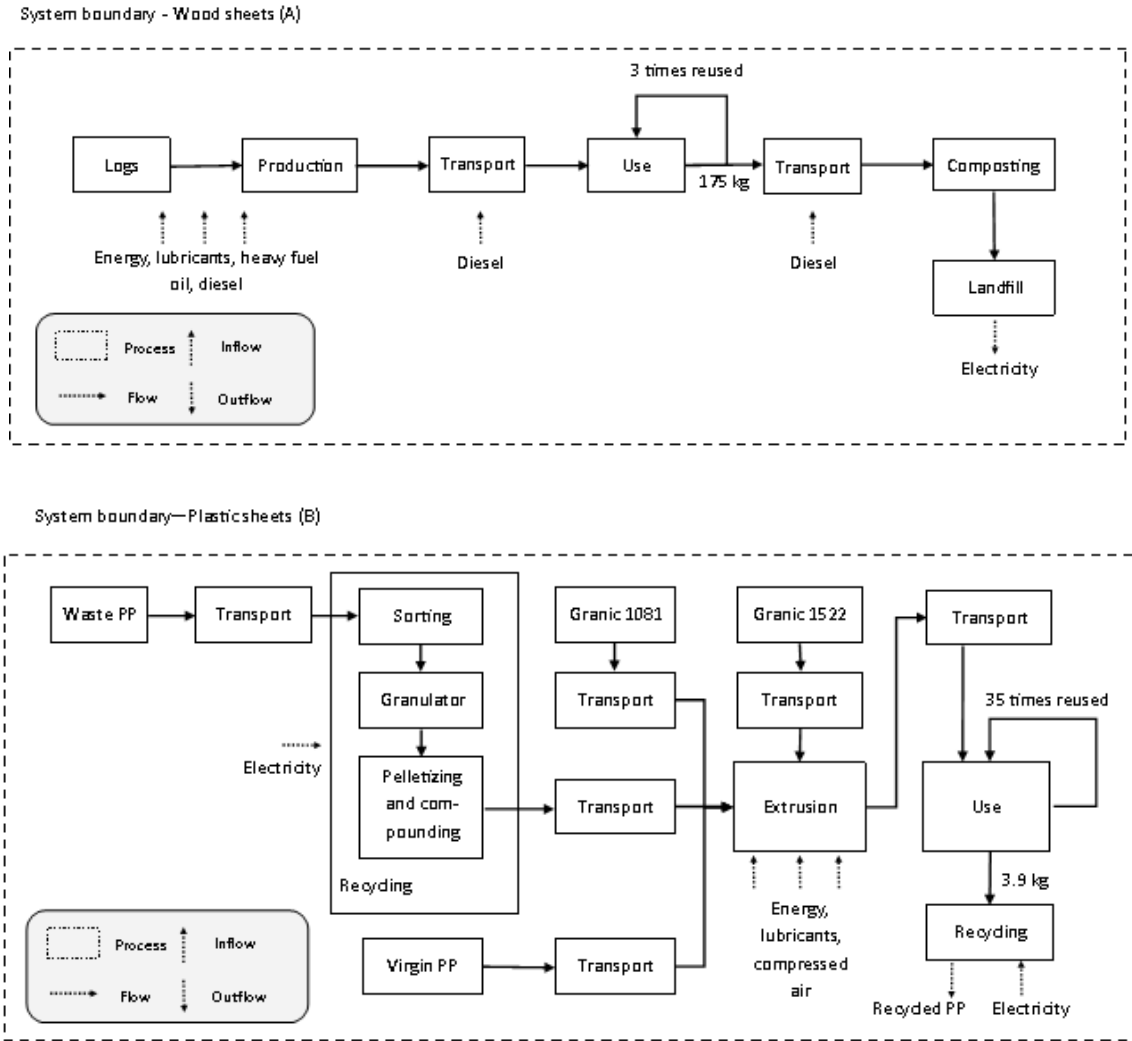 System boundary - Wood sheets (A)
3 times reused
Logs
Production
Transport
Use
175 kg
Transport
Composting
Energy, lubricants, heavy fuel
oil, diesel
Diesel
Diesel
Landfill
Electricity
Process
Inflow
Flow
Outflow
System boundary—Plastic sheets (B)
Waste PP
Transport
Sorting
Granulator
Pelletizing
and com-
pounding
Recycling
Electricity
Granic 1081
Transport
Transport
Virgin PP
Transport
Granic 1522
Transport
Extrusion
Energy,
lubricants,
compressed
air
Transport
35 times reused
Use
3.9 kg
Recycling
Recycled PP
Electricity
Process
Inflow
Flow
Outflow